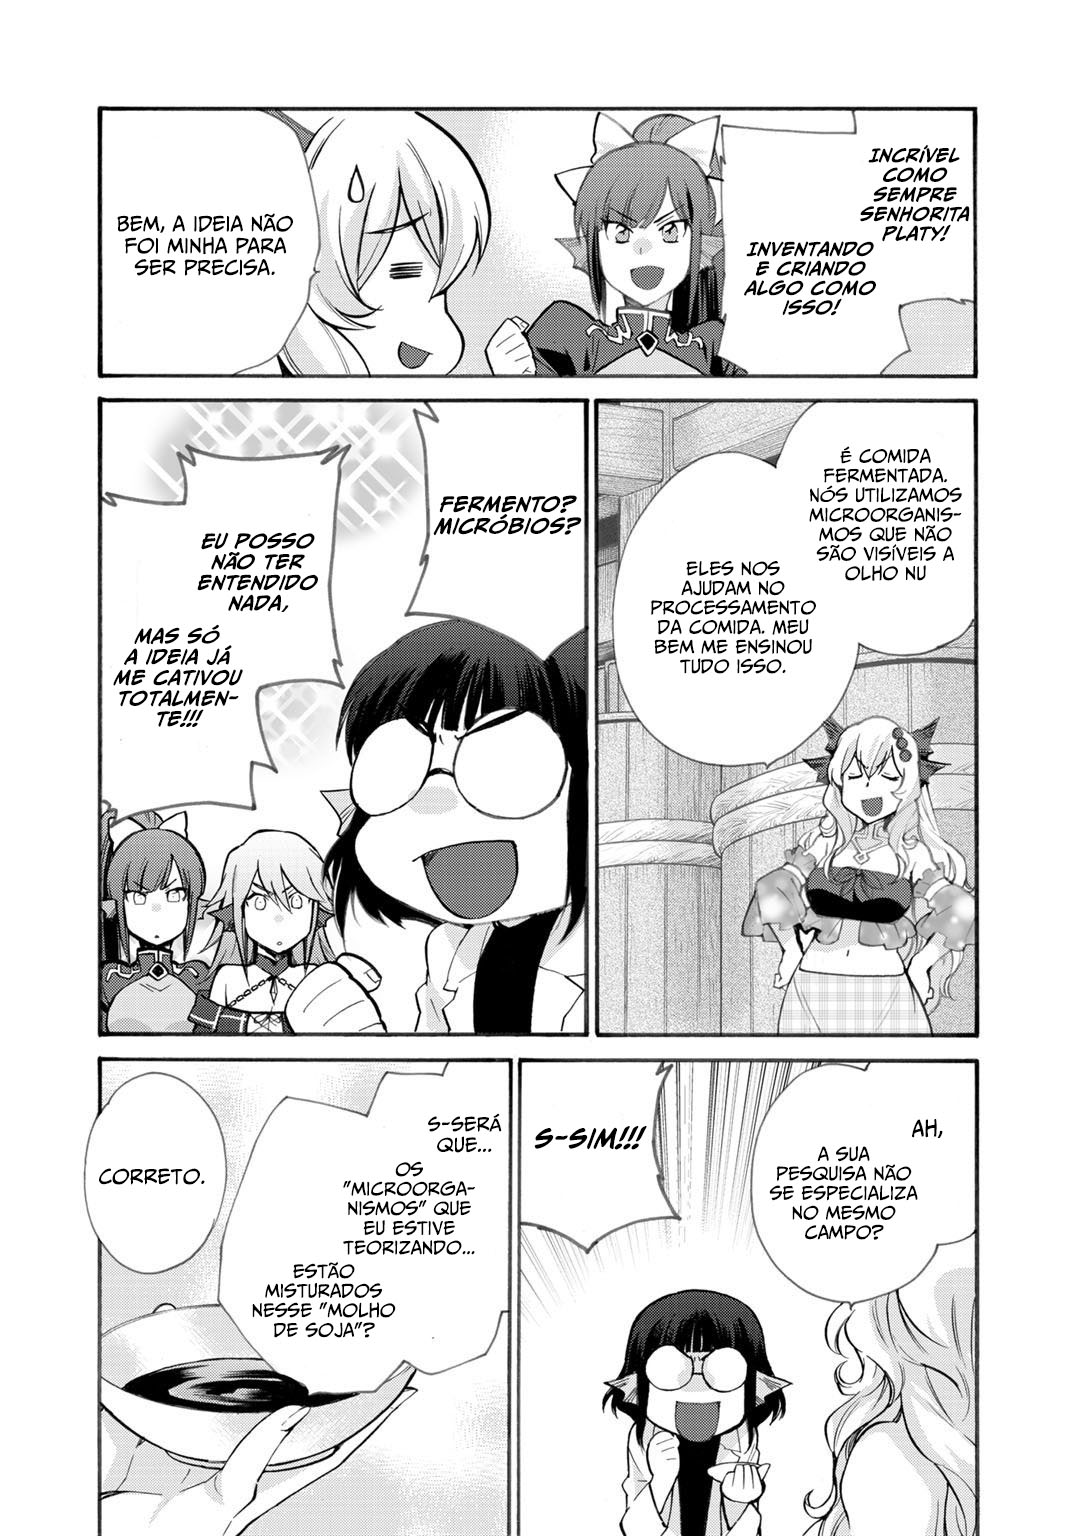 INCRÍVEL
COMO
SEMPRE
SENHORITA
PLATY!
INVENTANDO
E CRIANDO
ALGO COMO
ISSO!
BEM, A IDEIA NÃO
FOI MINHA PARA
SER PRECISA.
É COMIDA
FERMENTADA.
NÓS UTILIZAMOS
MICROORGANIS-
MOS QUE NÃO
SÃO VISÍVEIS A
OLHO NU
ELES NOS
AJUDAM NO
PROCESSAMENTO
DA COMIDA. MEU
BEM ME ENSINOU
TUDO ISSO.
FERMENTO?
MICRÓBIOS?
EU POSSO
NÃO TER
ENTENDIDO
NADA,
MAS SÓ
A IDEIA JÁ
ME CATIVOU
TOTALMEN-
TE!!!
AH,
A SUA
PESQUISA NÃO
SE ESPECIALIZA
NO MESMO
CAMPO?
S-SIM!!!
S-SERÁ
QUE...
OS
"MICROORGA-
NISMOS" QUE
EU ESTIVE
TEORIZANDO...
ESTÃO
MISTURADOS
NESSE "MOLHO
DE SOJA"?
CORRETO.